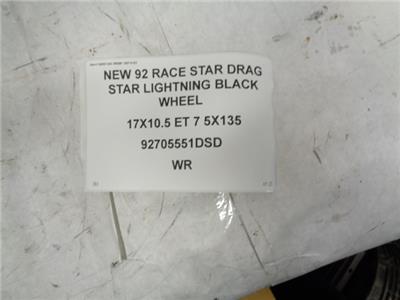 NEW 92 RACE STAR DRAG
STAR LIGHTNING BLACK
WHEEL
17X10.5 ET 7 5X135
92705551DSD
WR